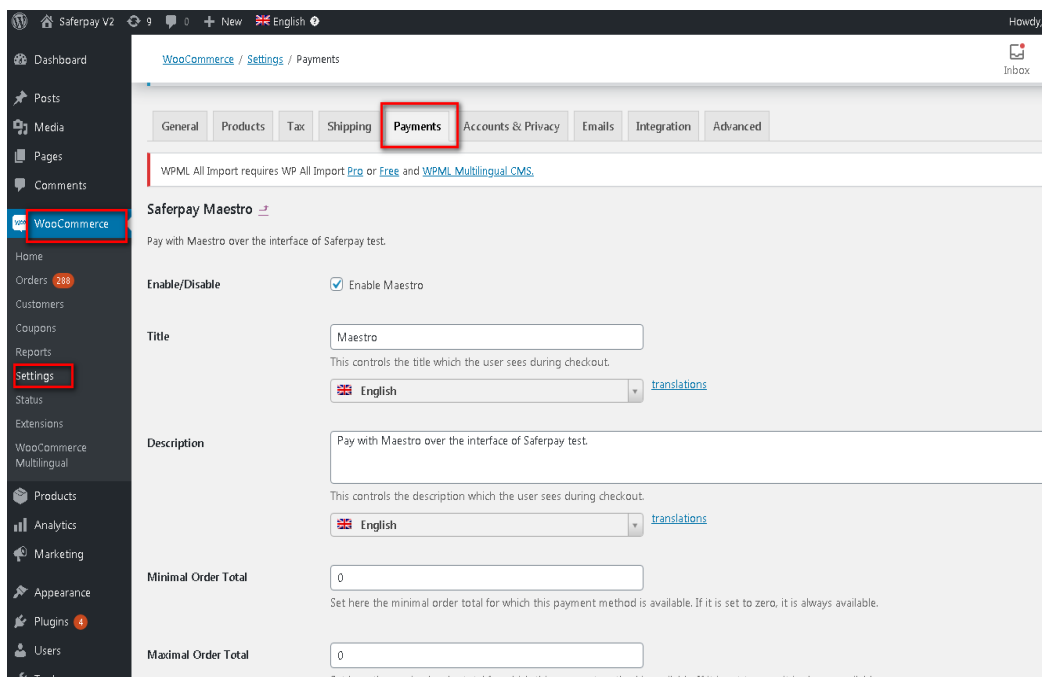 Saferpay V2 9 0 + New English
Howdy,
Dashboard
Posts
Media
Pages
Comments
WooCommerce
Home
Orders 288
Customers
Coupons
Reports
Settings
Status
Extensions
WooCommerce
Multilingual
Products
Analytics
Marketing
Appearance
Plugins 4
Users
WooCommerce / Settings / Payments
Inbox
General Products Tax Shipping Payments Accounts & Privacy Emails Integration Advanced
WPML All Import requires WP All Import Pro or Free and WPML Multilingual CMS.
Saferpay Maestro
Pay with Maestro over the interface of Saferpay test.
Enable/Disable
Enable Maestro
Title
Maestro
This controls the title which the user sees during checkout.
English
translations
Description
Pay with Maestro over the interface of Saferpay test.
This controls the description which the user sees during checkout.
English
translations
Minimal Order Total
0
Set here the minimal order total for which this payment method is available. If it is set to zero, it is always available.
Maximal Order Total
0